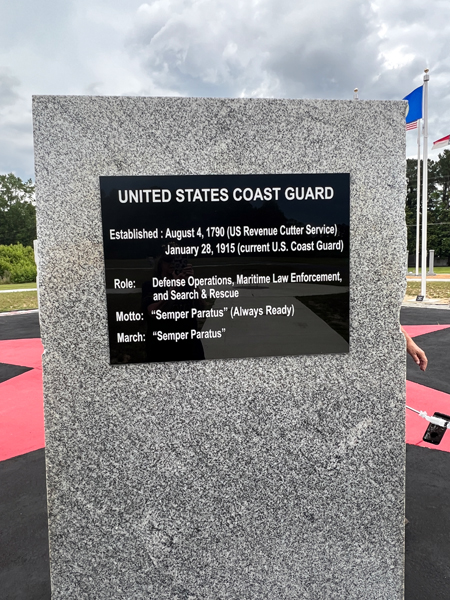 UNITED STATES COAST GUARD
Established : August 4, 1790 (US Revenue Cutter Service)
January 28, 1915 (current U.S. Coast Guard)
Role: Defense Operations, Maritime Law Enforcement,
and Search & Rescue
Motto: “Semper Paratus” (Always Ready)
March: “Semper Paratus”